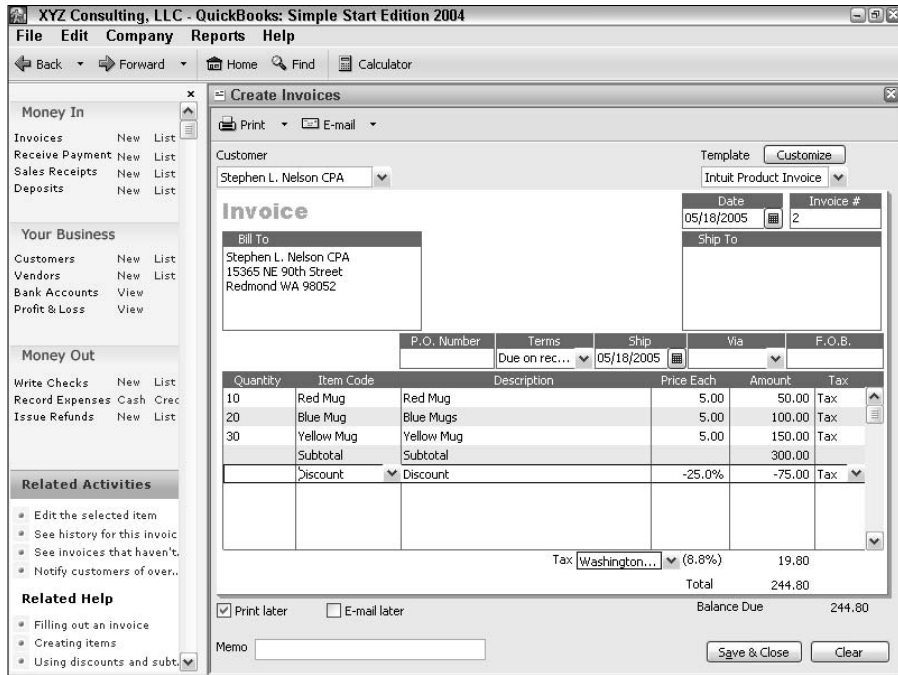 XYZ Consulting, LLC - QuickBooks: Simple Start Edition 2004
File Edit Company Reports Help
Back Forward Home Find Calculator
Money In
Invoices New List
Receive Payment New List
Sales Receipts New List
Deposits New List
Your Business
Customers New List
Vendors New List
Bank Accounts View
Profit & Loss View
Money Out
Write Checks New List
Record Expenses Cash Crec
Issue Refunds New List
Related Activities
Edit the selected item
See history for this invoic
See invoices that haven't.
Notify customers of over..
Related Help
Filling out an invoice
Creating items
Using discounts and subt.
Create Invoices
Print E-mail
Customer Template Customize
Stephen L. Nelson CPA Intuit Product Invoice
Invoice
Date Invoice #
05/18/2005 2
Bill To Ship To
Stephen L. Nelson CPA
15365 NE 90th Street
Redmond WA 98052
P.O. Number Terms Ship Via F.O.B.
Due on rec... 05/18/2005
Quantity Item Code Description Price Each Amount Tax
10 Red Mug Red Mug 5.00 50.00 Tax
20 Blue Mug Blue Mugs 5.00 100.00 Tax
30 Yellow Mug Yellow Mug 5.00 150.00 Tax
Subtotal Subtotal 300.00
Discount Discount -25.0% -75.00 Tax
Tax Washington... (8.8%) 19.80
Total 244.80
Print later E-mail later Balance Due 244.80
Memo Save & Close Clear